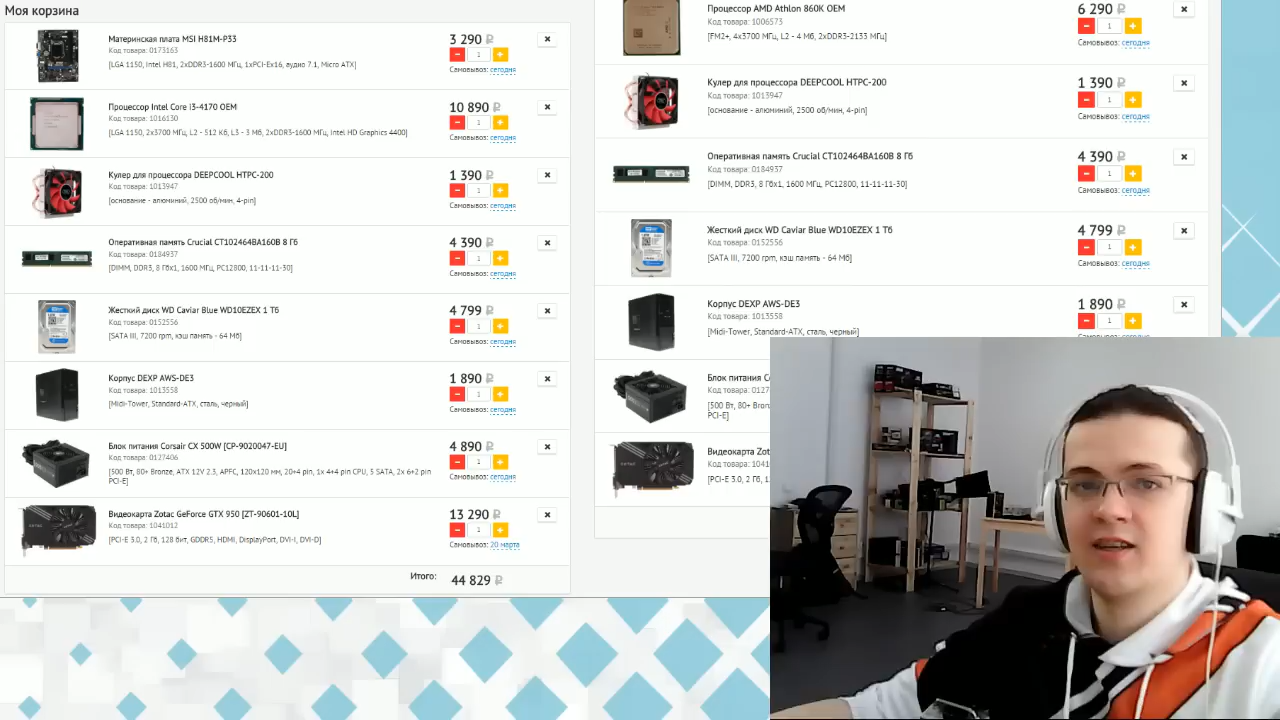 Моя корзина
Материнская плата MSI H81M-P33
Код товара: 0173163
[LGA 1150, Intel H81, 2xDDR3-1600 МГц, 1xPCI-Ex16, аудио 7.1, Micro ATX]
3 290 ₽
1
Самовывоз: сегодня
Процессор Intel Core i3-4170 OEM
Код товара: 1016130
[LGA 1150, 2x3700 МГц, L2 - 512 Кб, L3 - 3 Мб, 2xDDR3-1600 МГц, Intel HD Graphics 4400]
10 890 ₽
1
Самовывоз: сегодня
Кулер для процессора DEEPCOOL HTPC-200
Код товара: 1013947
[основание - алюминий, 2500 об/мин, 4-pin]
1 390 ₽
1
Самовывоз: сегодня
Оперативная память Crucial CT102464BA160B 8 Гб
Код товара: 0184937
[DIMM, DDR3, 8 Гбx1, 1600 МГц, PC12800, 11-11-11-30]
4 390 ₽
1
Самовывоз: сегодня
Жесткий диск WD Caviar Blue WD10EZEX 1 Тб
Код товара: 0152556
[SATA III, 7200 rpm, кэш память - 64 Мб]
4 799 ₽
1
Самовывоз: сегодня
Корпус DEXP AWS-DE3
Код товара: 1013558
[Midi-Tower, Standard-ATX, сталь, черный]
1 890 ₽
1
Самовывоз: сегодня
Блок питания Corsair CX 500W [CP-9020047-EU]
Код товара: 0127406
[500 Вт, 80+ Bronze, ATX 12V 2.3, APFC, 120x120 мм, 20+4 pin, 1x 4+4 pin CPU, 5 SATA, 2x 6+2 pin
PCI-E]
4 890 ₽
1
Самовывоз: сегодня
Видеокарта Zotac GeForce GTX 950 [ZT-90601-10L]
Код товара: 1041012
[PCI-E 3.0, 2 Гб, 128 бит, GDDR5, HDMI, DisplayPort, DVI-I, DVI-D]
13 290 ₽
1
Самовывоз: 20 марта
Итого: 44 829 ₽
Процессор AMD Athlon 860K OEM
Код товара: 1006573
[FM2+, 4x3700 МГц, L2 - 4 Мб, 2xDDR3-2133 МГц]
6 290 ₽
1
Самовывоз: сегодня
Кулер для процессора DEEPCOOL HTPC-200
Код товара: 1013947
[основание - алюминий, 2500 об/мин, 4-pin]
1 390 ₽
1
Самовывоз: сегодня
Оперативная память Crucial CT102464BA160B 8 Гб
Код товара: 0184937
[DIMM, DDR3, 8 Гбx1, 1600 МГц, PC12800, 11-11-11-30]
4 390 ₽
1
Самовывоз: сегодня
Жесткий диск WD Caviar Blue WD10EZEX 1 Тб
Код товара: 0152556
[SATA III, 7200 rpm, кэш память - 64 Мб]
4 799 ₽
1
Самовывоз: сегодня
Корпус DEXP AWS-DE3
Код товара: 1013558
[Midi-Tower, Standard-ATX, сталь, черный]
1 890 ₽
1
Блок питания C
Код товара: 0127
[500 Вт, 80+ Bron
PCI-E]
Видеокарта Zot
Код товара: 1041
[PCI-E 3.0, 2 Гб, 1